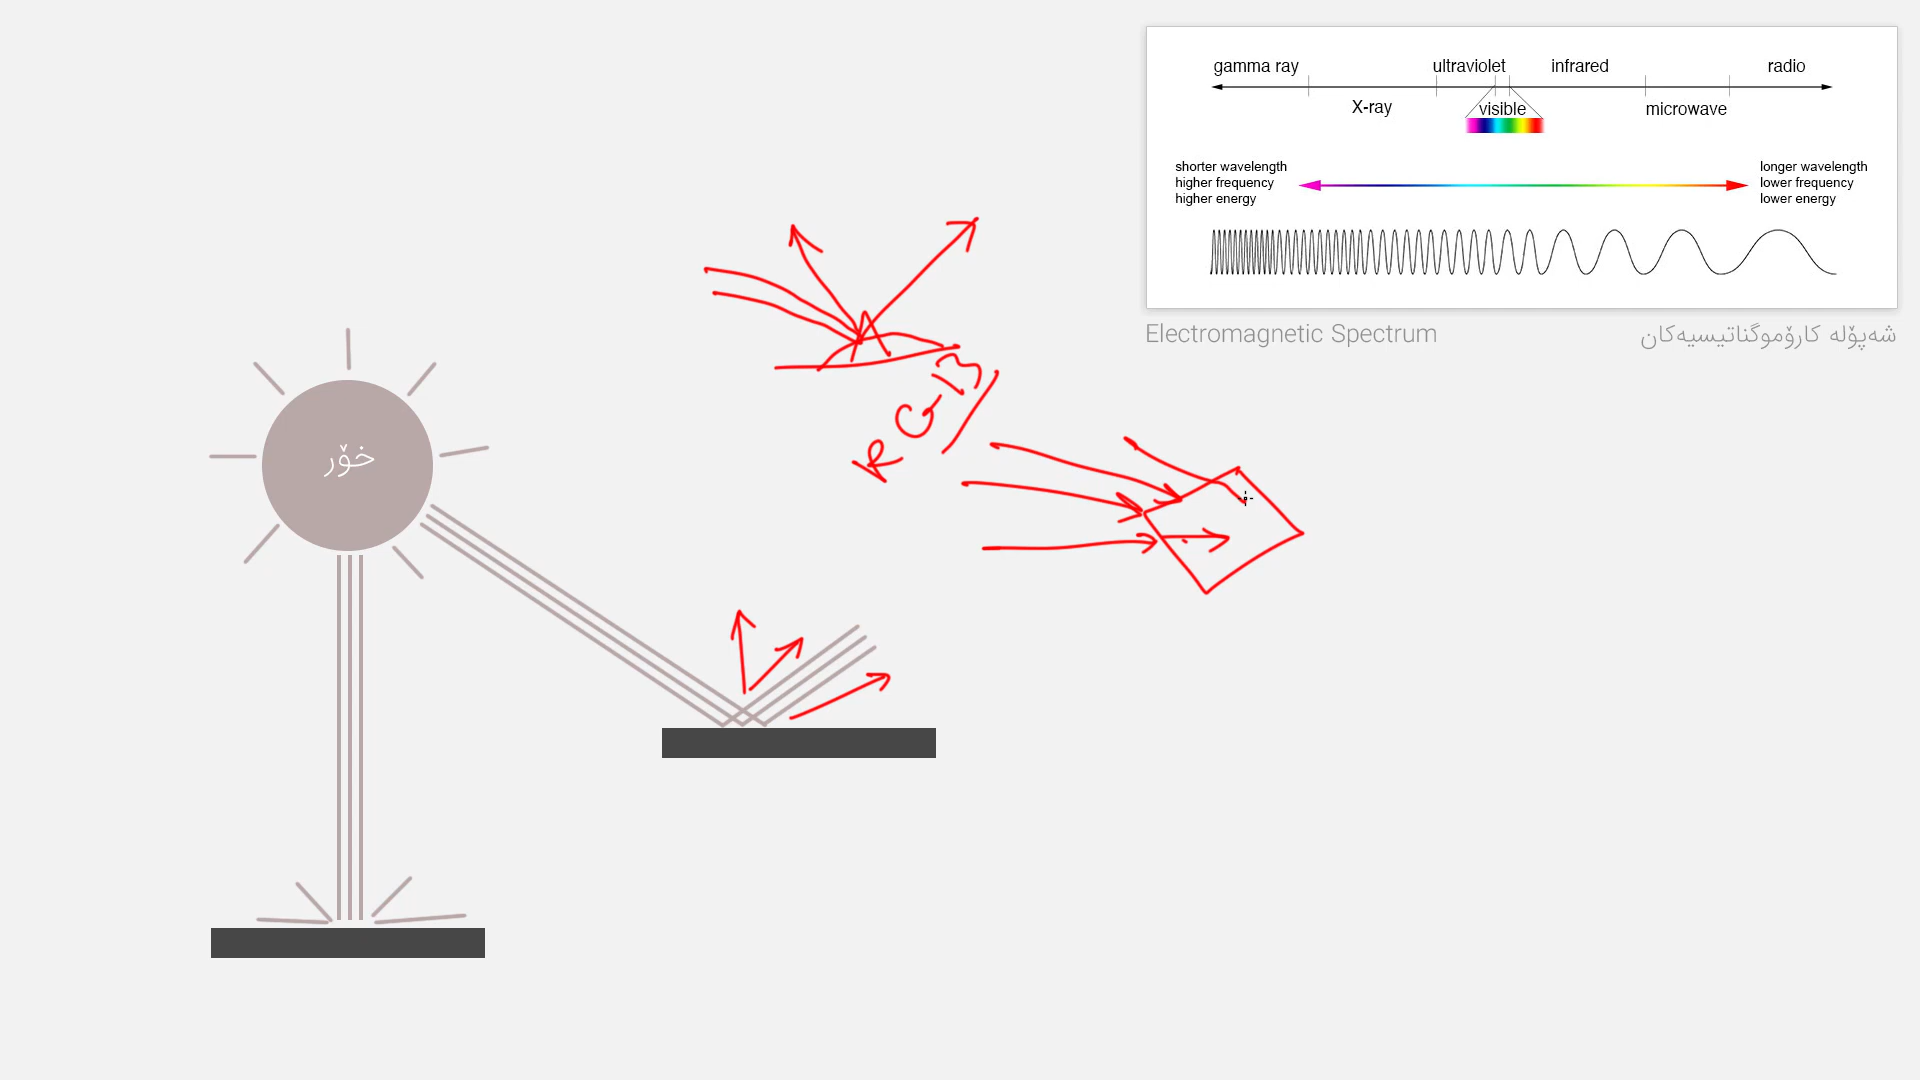 gamma ray ultraviolet infrared radio
X-ray visible microwave
shorter wavelength
higher frequency
higher energy
longer wavelength
lower frequency
lower energy
Electromagnetic Spectrum
شەپۆلە کارۆموگناتیسیەکان
خۆر
R G B